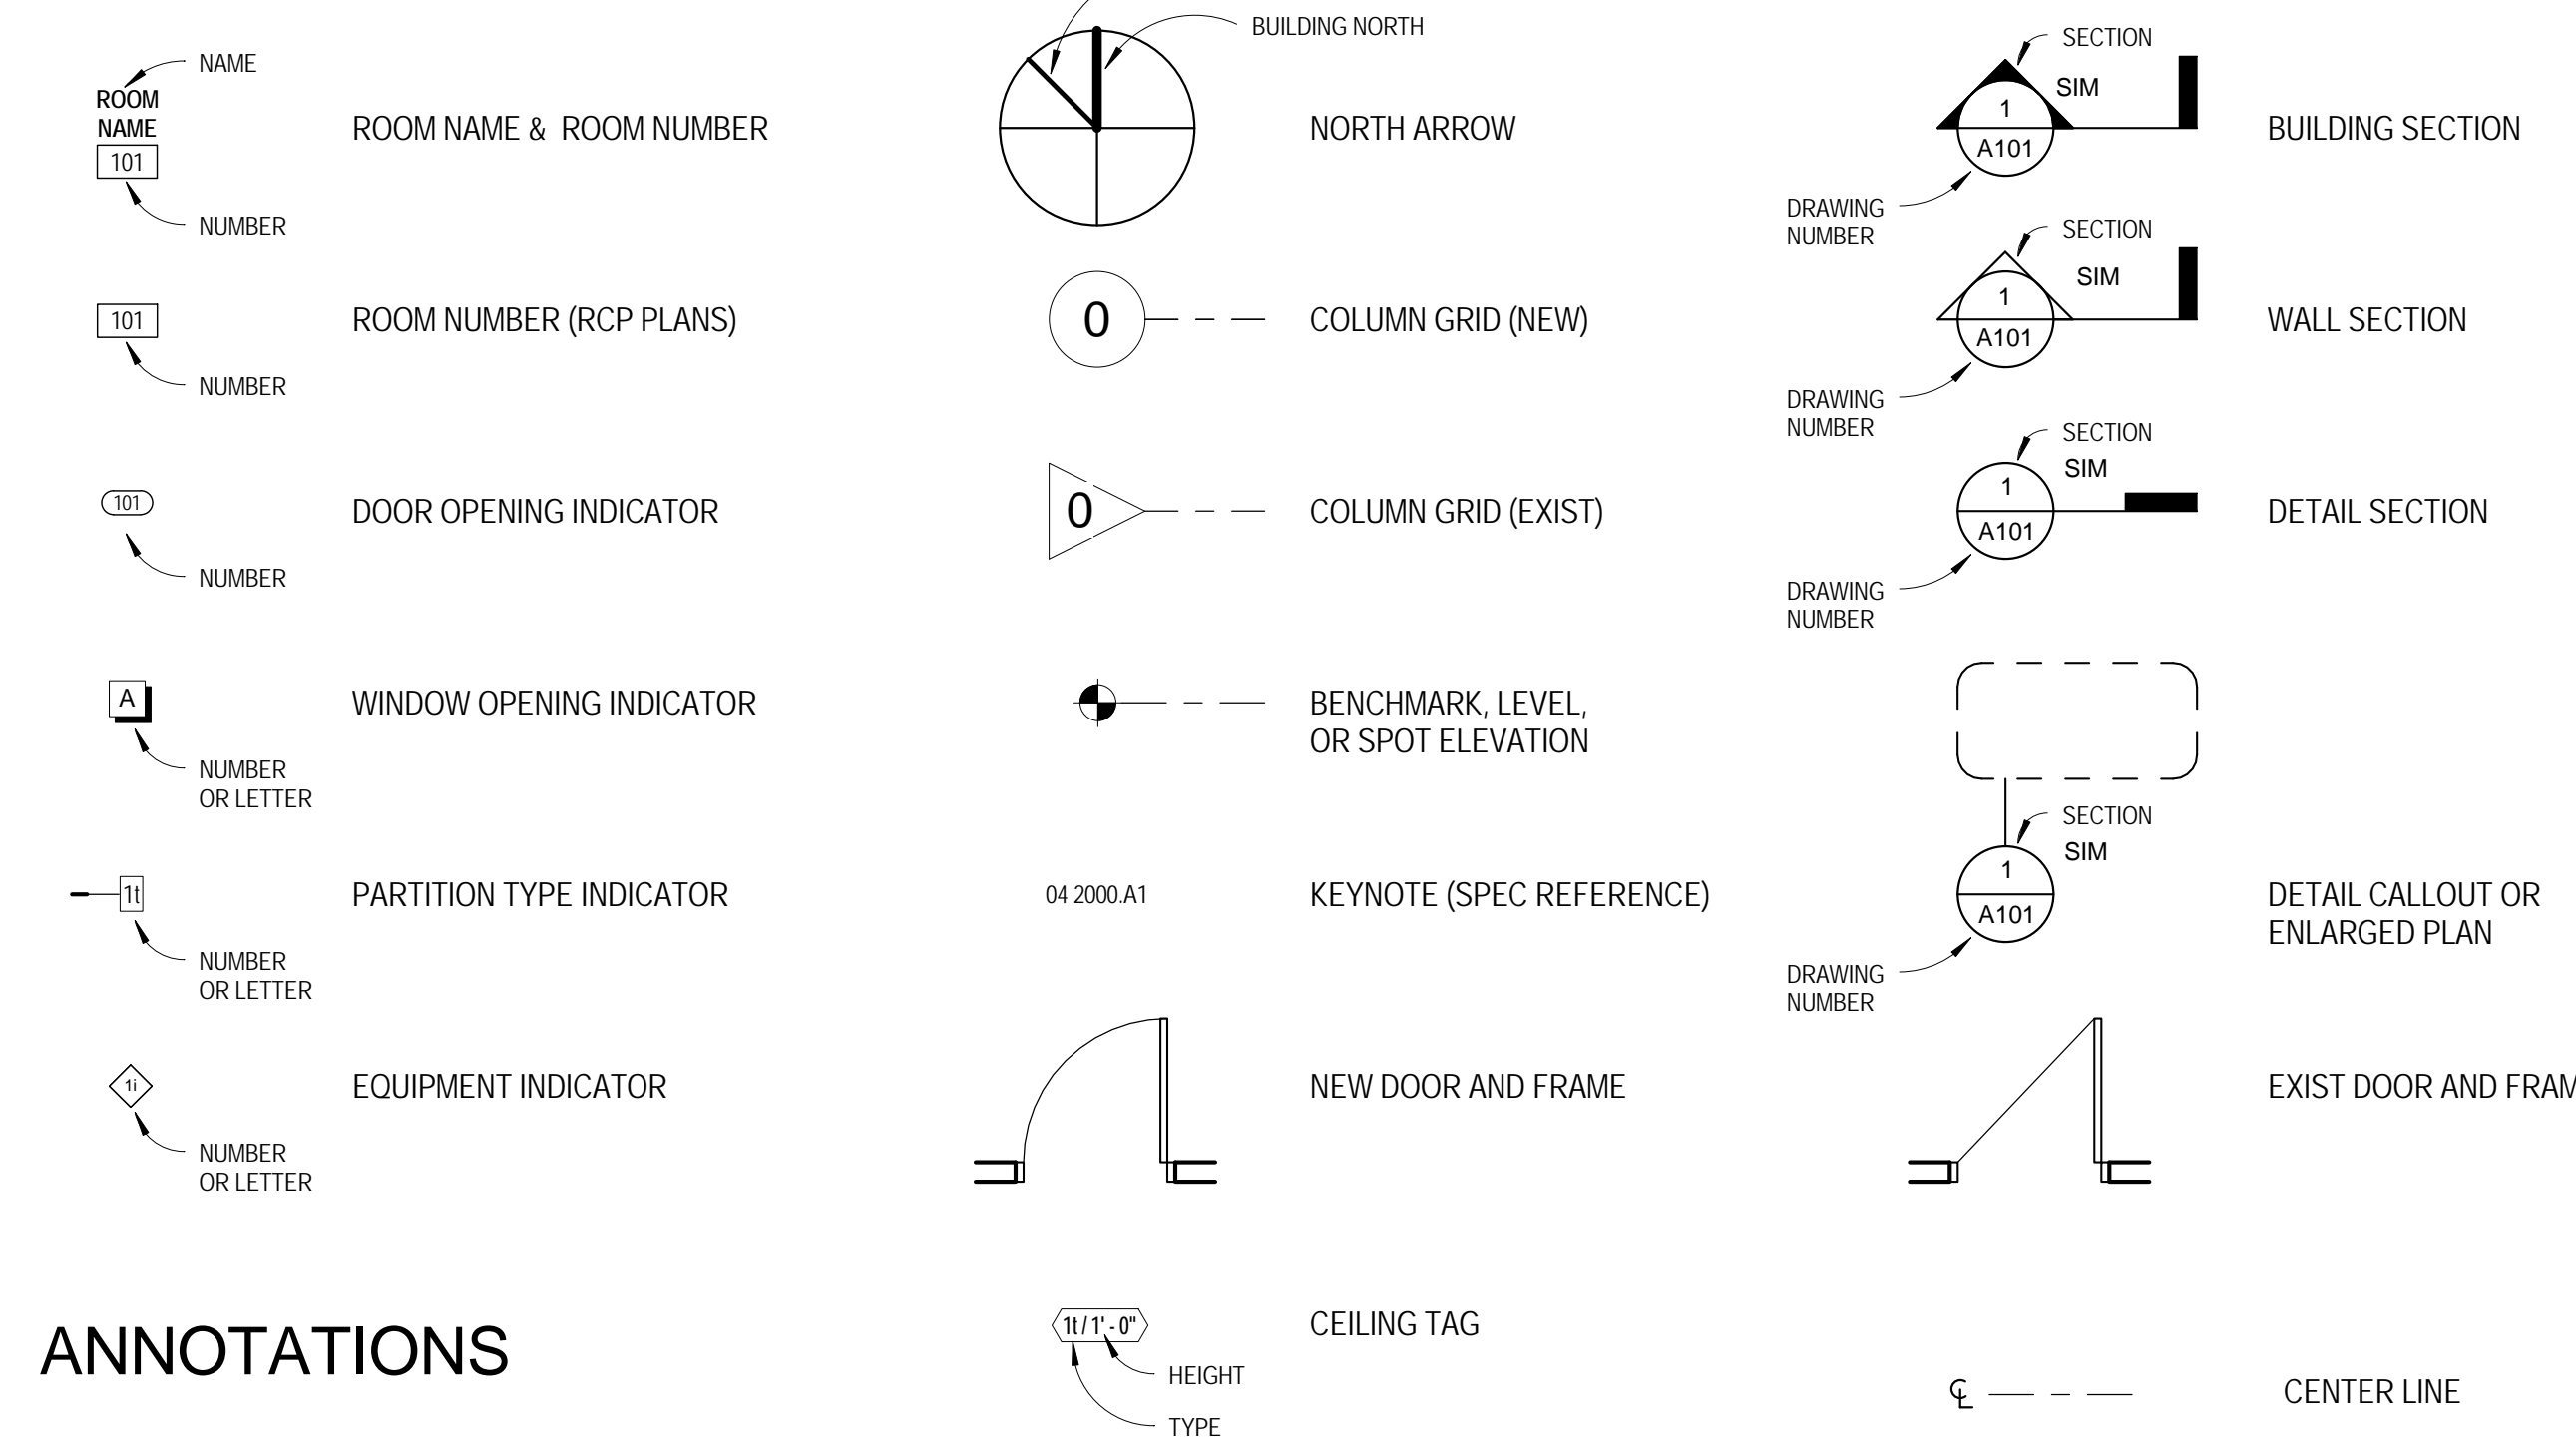 NAME
ROOM
NAME
101
NUMBER
ROOM NAME & ROOM NUMBER
101
NUMBER
ROOM NUMBER (RCP PLANS)
101
NUMBER
DOOR OPENING INDICATOR
A
NUMBER
OR LETTER
WINDOW OPENING INDICATOR
1t
NUMBER
OR LETTER
PARTITION TYPE INDICATOR
1i
NUMBER
OR LETTER
EQUIPMENT INDICATOR
ANNOTATIONS
BUILDING NORTH
NORTH ARROW
0
COLUMN GRID (NEW)
0
COLUMN GRID (EXIST)
BENCHMARK, LEVEL,
OR SPOT ELEVATION
04 2000.A1
KEYNOTE (SPEC REFERENCE)
NEW DOOR AND FRAME
1t / 1' - 0"
HEIGHT
TYPE
CEILING TAG
SECTION
SIM
1
A101
DRAWING
NUMBER
BUILDING SECTION
SECTION
SIM
1
A101
DRAWING
NUMBER
WALL SECTION
SECTION
SIM
1
A101
DRAWING
NUMBER
DETAIL SECTION
SECTION
SIM
1
A101
DRAWING
NUMBER
DETAIL CALLOUT OR
ENLARGED PLAN
EXIST DOOR AND FRAM
℄
CENTER LINE